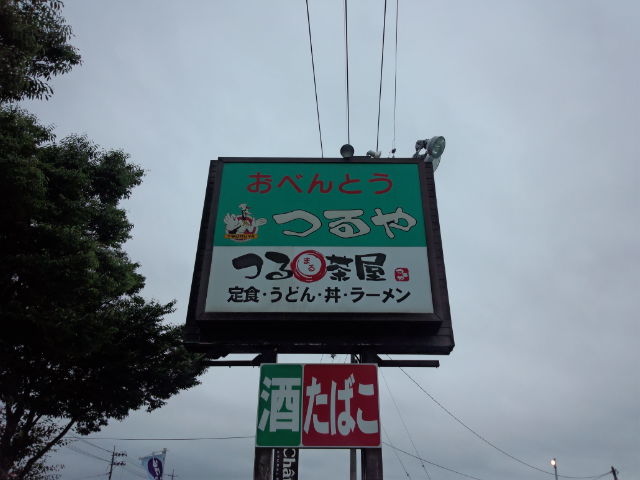 おべんとう
つるや
つるまる茶屋
定食・うどん・丼・ラーメン
酒 たばこ
Châ